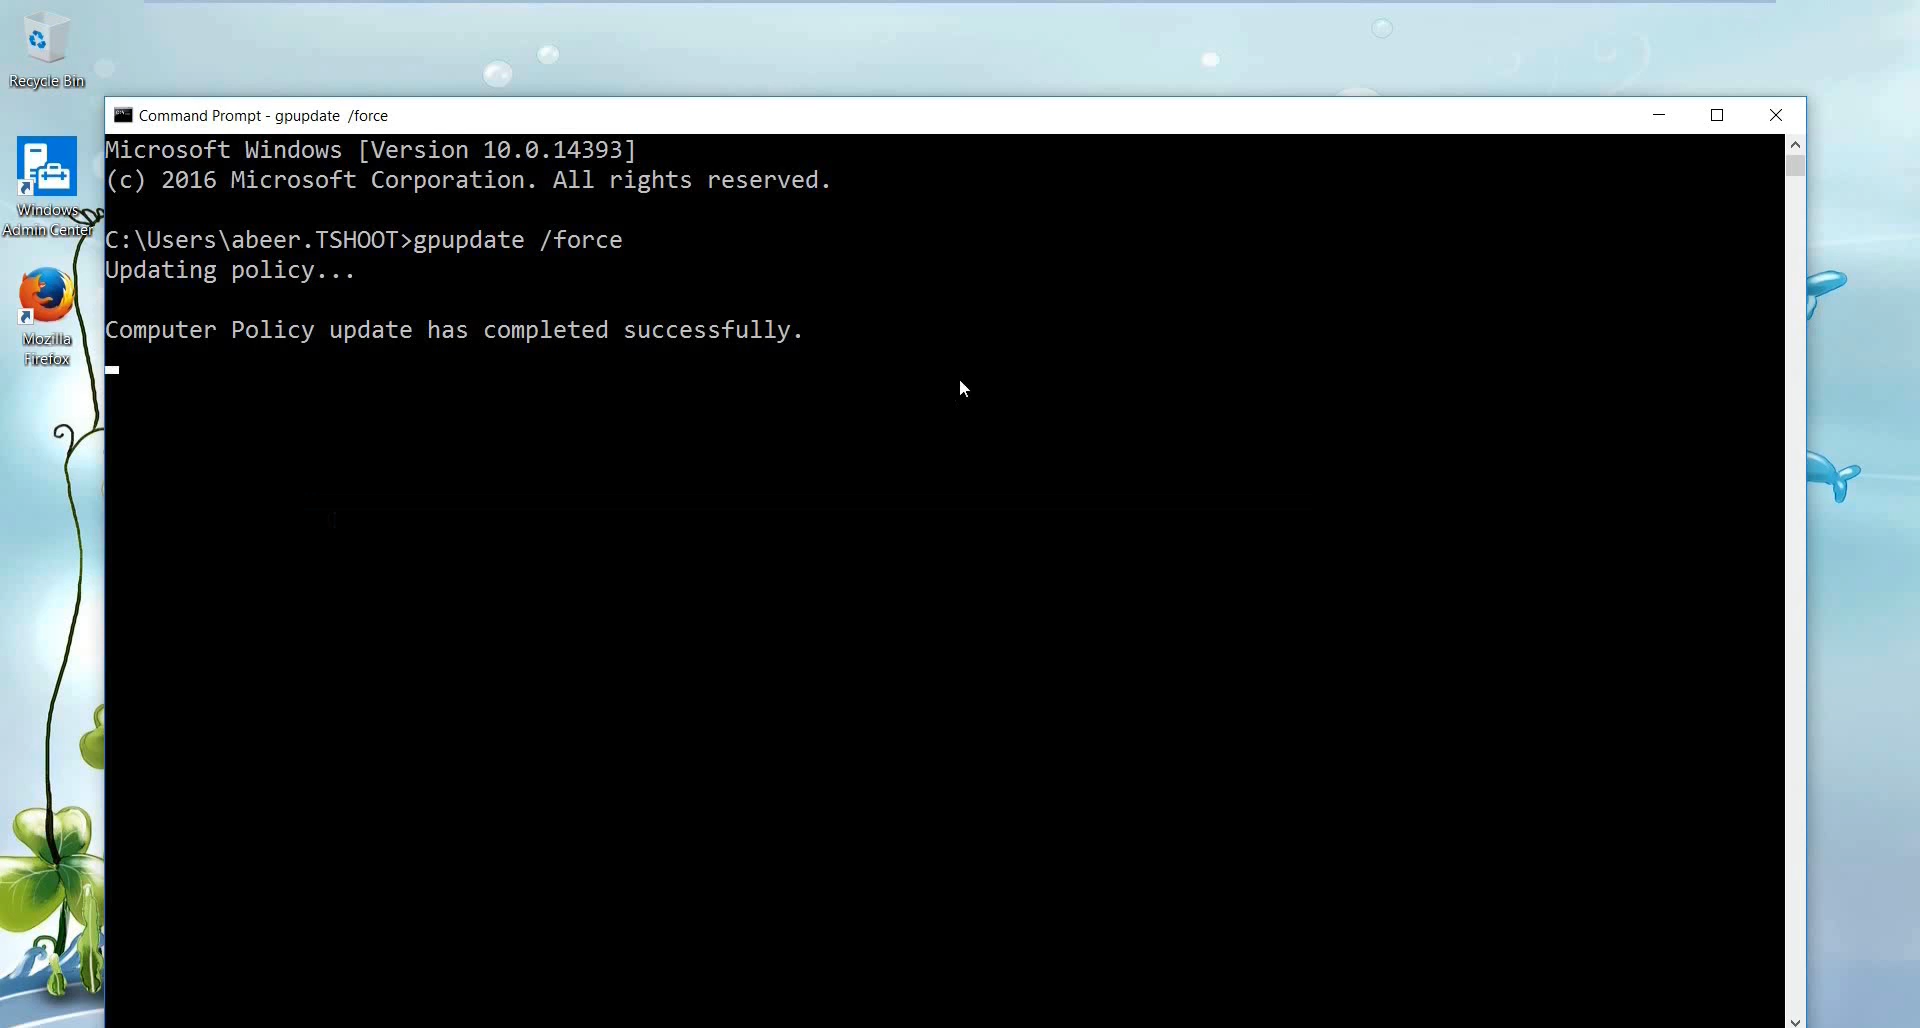 Recycle Bin
Windows
Admin Center
Mozilla
Firefox
Command Prompt - gpupdate /force
Microsoft Windows [Version 10.0.14393]
(c) 2016 Microsoft Corporation. All rights reserved.
C:\Users\abeer.TSHOOT>gpupdate /force
Updating policy...
Computer Policy update has completed successfully.